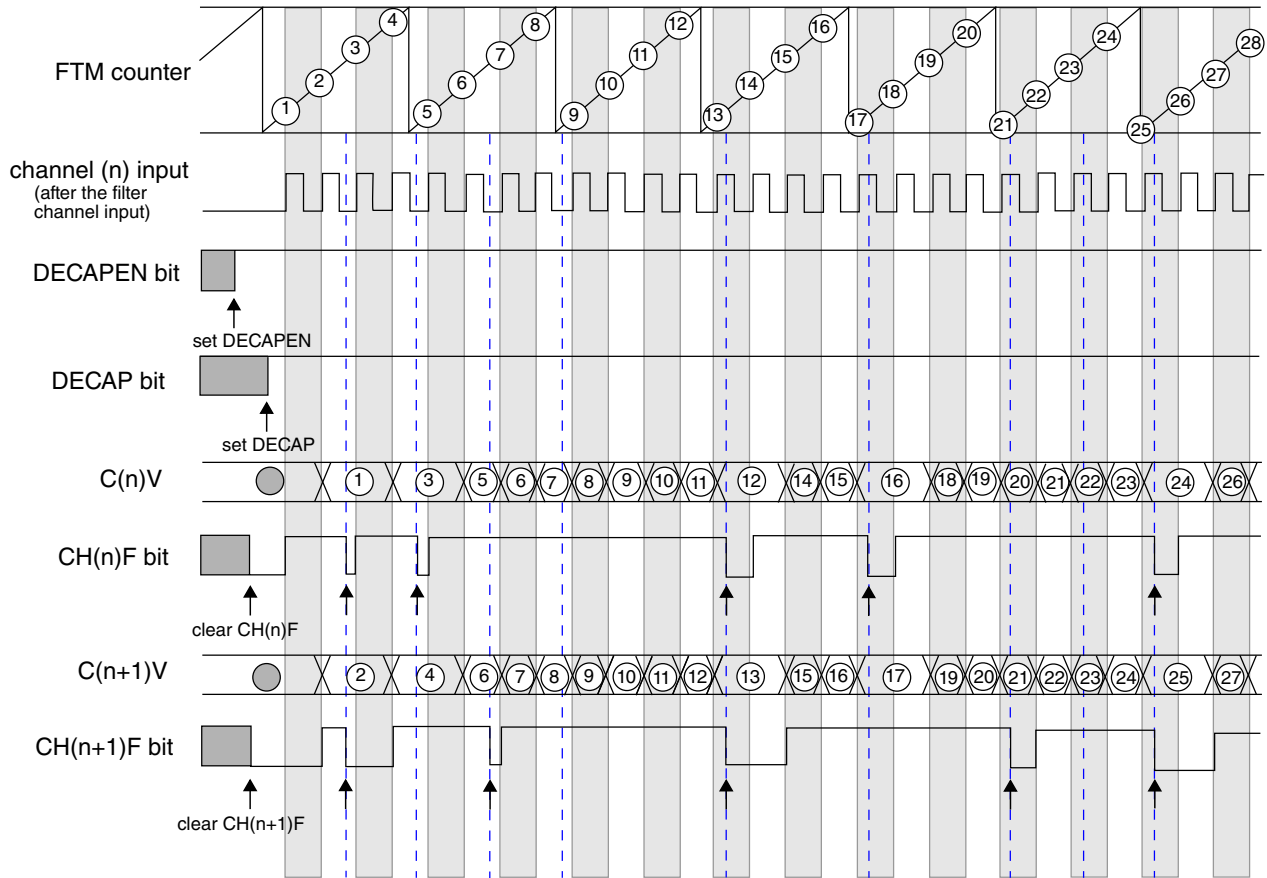 4 8 12 16 20 24 28
3 7 11 15 19 23 27
FTM counter
2 6 10 14 18 22 26
1 5 9 13 17 21 25
channel (n) input
(after the filter
channel input)
DECAPEN bit
set DECAPEN
DECAP bit
set DECAP
C(n)V 1 3 5 6 7 8 9 10 11 12 14 15 16 18 19 20 21 22 23 24 26
CH(n)F bit
clear CH(n)F
C(n+1)V 2 4 6 7 8 9 10 11 12 13 15 16 17 19 20 21 22 23 24 25 27
CH(n+1)F bit
clear CH(n+1)F